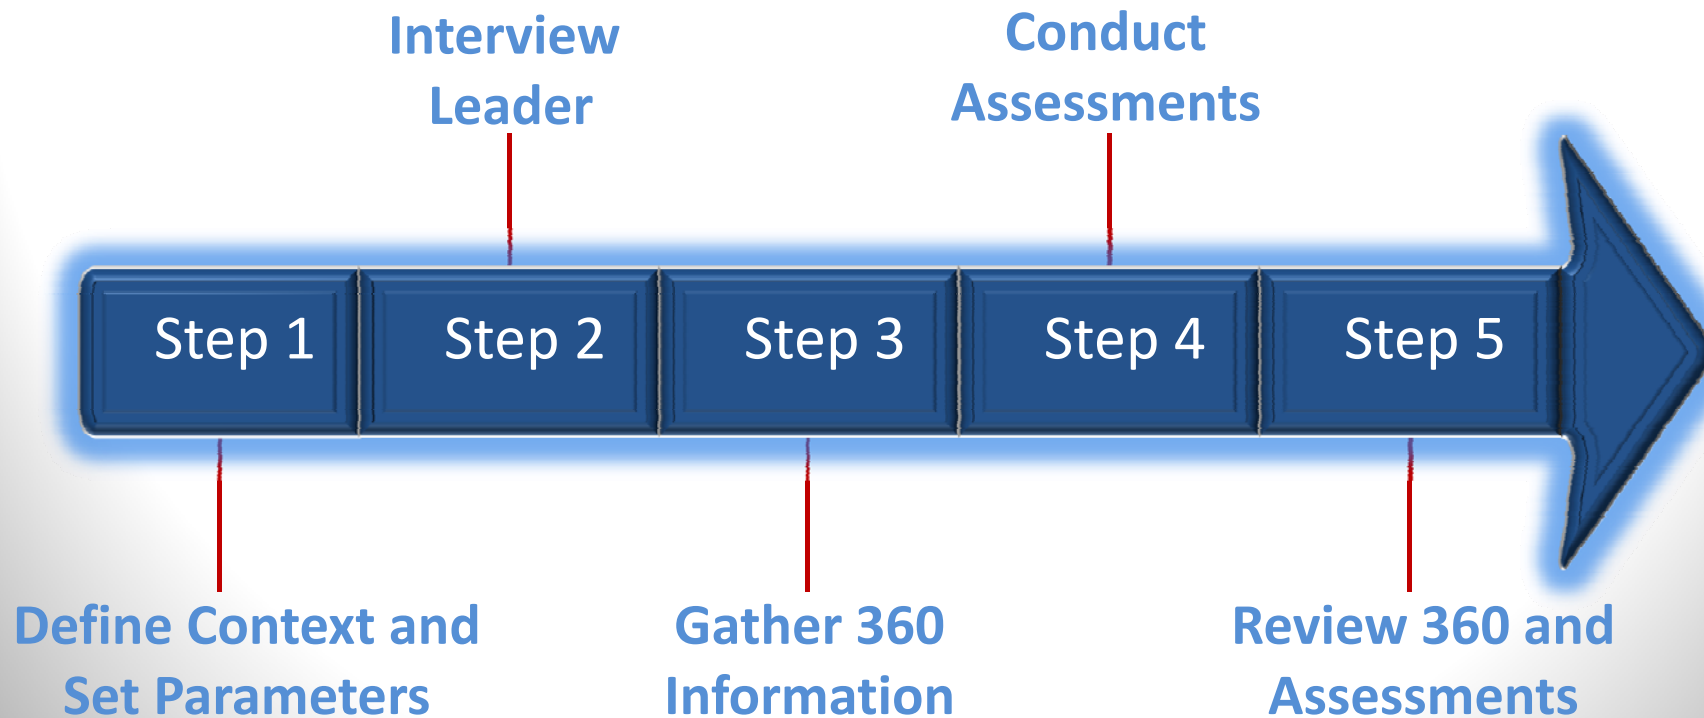 Interview
Leader
Conduct
Assessments
Step 1
Step 2
Step 3
Step 4
Step 5
Define Context and
Set Parameters
Gather 360
Information
Review 360 and
Assessments